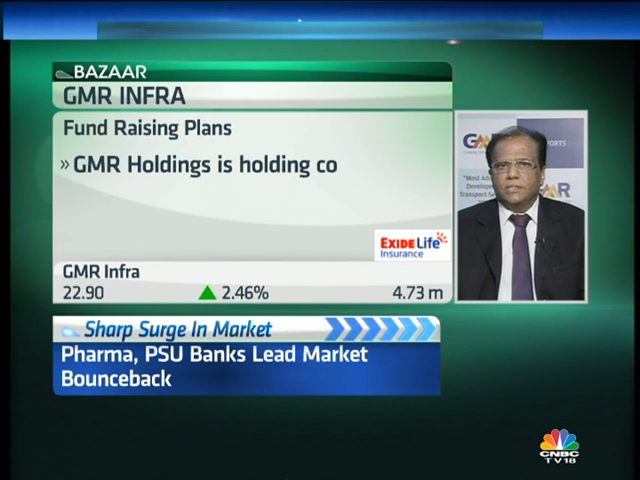 BAZAAR
GMR INFRA
Fund Raising Plans
» GMR Holdings is holding co
EXIDE Life
Insurance
GMR Infra
22.90 ▲ 2.46% 4.73 m
Sharp Surge In Market
Pharma, PSU Banks Lead Market
Bounceback
CNBC
TV18